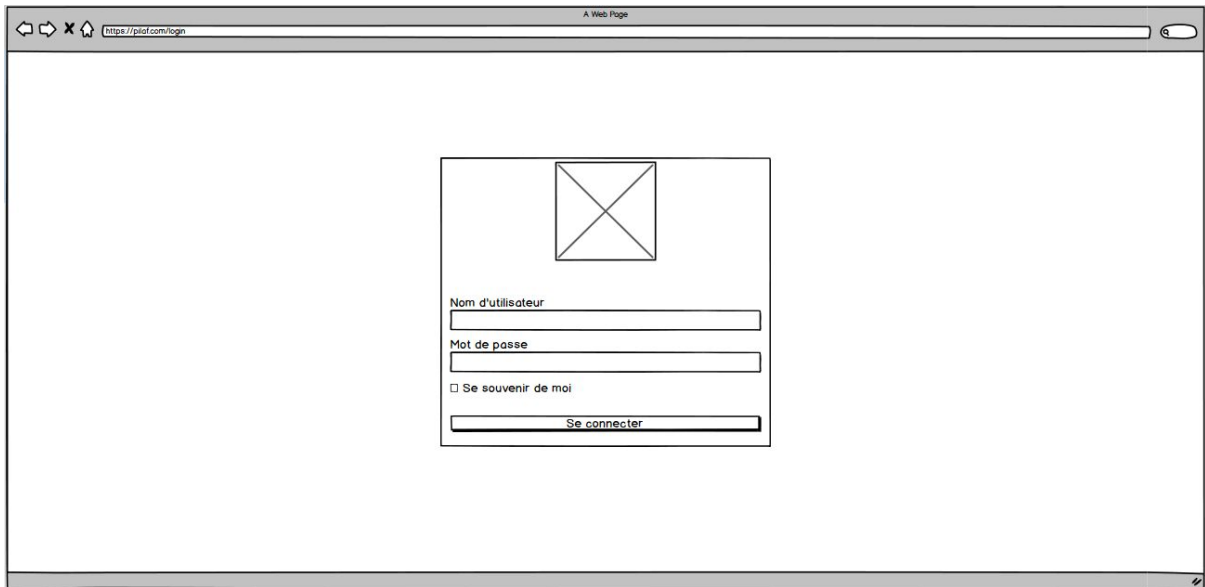 A Web Page
https://pilaf.com/login
Nom d'utilisateur
Mot de passe
Se souvenir de moi
Se connecter